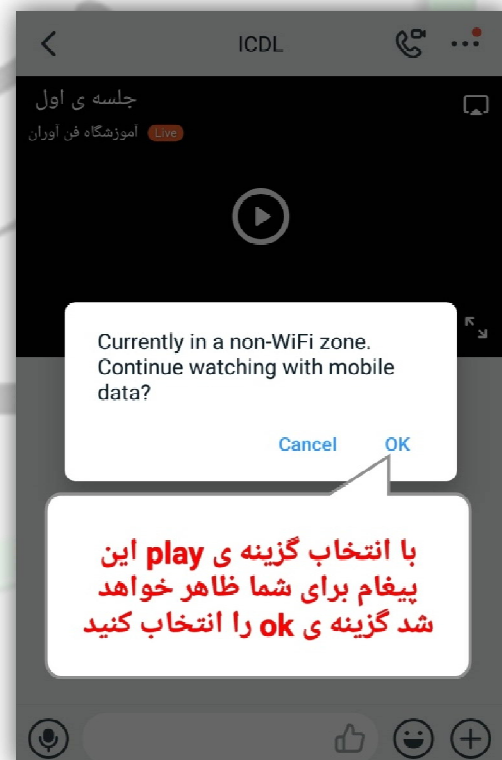 ICDL
جلسه ی اول
آموزشگاه فن آوران Live
Currently in a non-WiFi zone.
Continue watching with mobile
data?
Cancel OK
با انتخاب گزینه ی play این
پیغام برای شما ظاهر خواهد
شد گزینه ی ok را انتخاب کنید